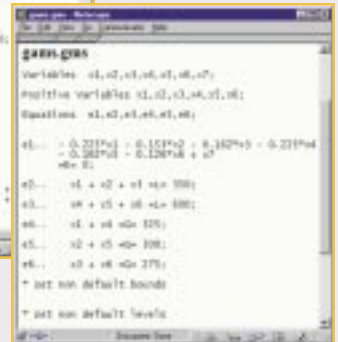 gams.gms
Variables x1,x2,x3,x4,x5,x6,x7;
Positive Variables x1,x2,x3,x4,x5,x6;
Equations e1,e2,e3,e4,e5,e6;
e1.. - 0.225*x1 - 0.153*x2 - 0.162*x3 - 0.225*x4
- 0.162*x5 - 0.126*x6 + x7
=E= 0;
e2.. x1 + x2 + x3 =L= 350;
e3.. x4 + x5 + x6 =L= 600;
e4.. x1 + x4 =G= 325;
e5.. x2 + x5 =G= 300;
e6.. x3 + x6 =G= 275;
* set non default bounds
* set non default levels